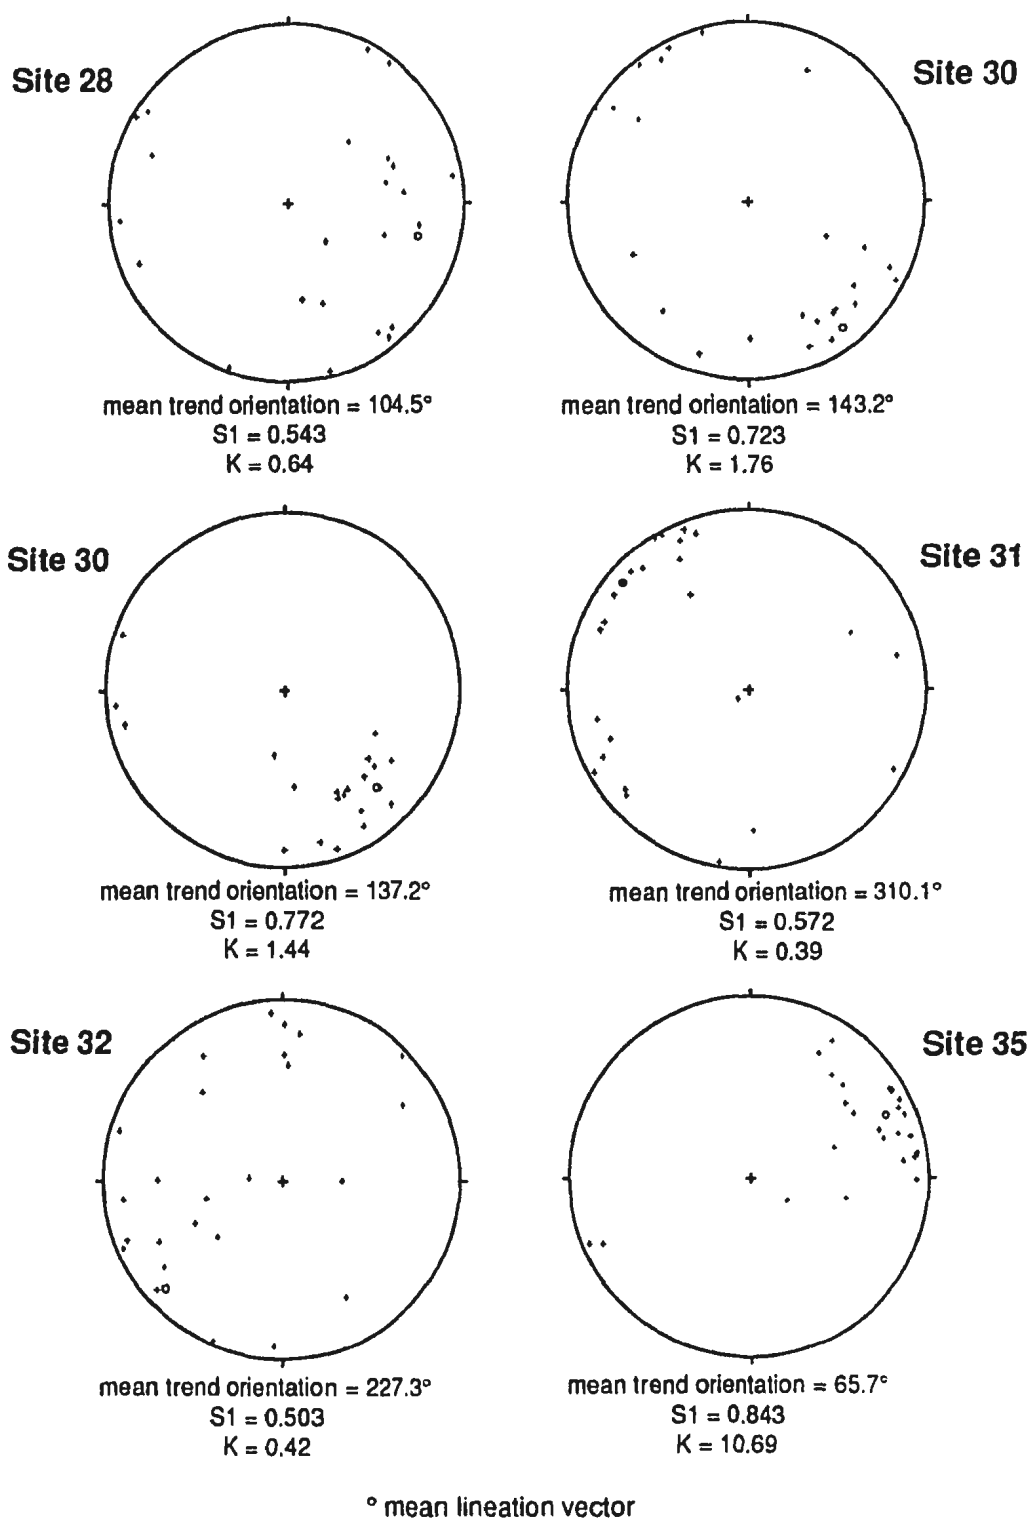 Site 28
mean trend orientation = 104.5°
S1 = 0.543
K = 0.64
Site 30
mean trend orientation = 143.2°
S1 = 0.723
K = 1.76
Site 30
mean trend orientation = 137.2°
S1 = 0.772
K = 1.44
Site 31
mean trend orientation = 310.1°
S1 = 0.572
K = 0.39
Site 32
mean trend orientation = 227.3°
S1 = 0.503
K = 0.42
Site 35
mean trend orientation = 65.7°
S1 = 0.843
K = 10.69
° mean lineation vector